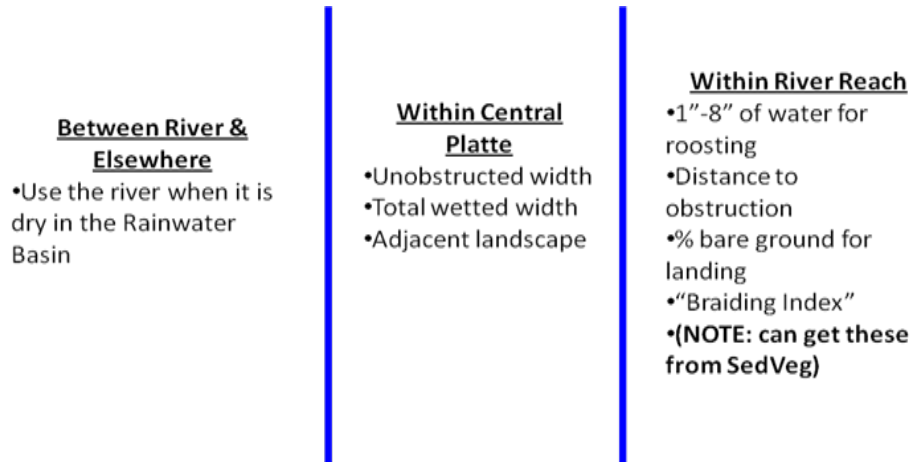 Between River &
Elsewhere
•Use the river when it is
dry in the Rainwater
Basin
Within Central
Platte
•Unobstructed width
•Total wetted width
•Adjacent landscape
Within River Reach
•1”-8” of water for
roosting
•Distance to
obstruction
•% bare ground for
landing
•“Braiding Index”
•(NOTE: can get these
from SedVeg)